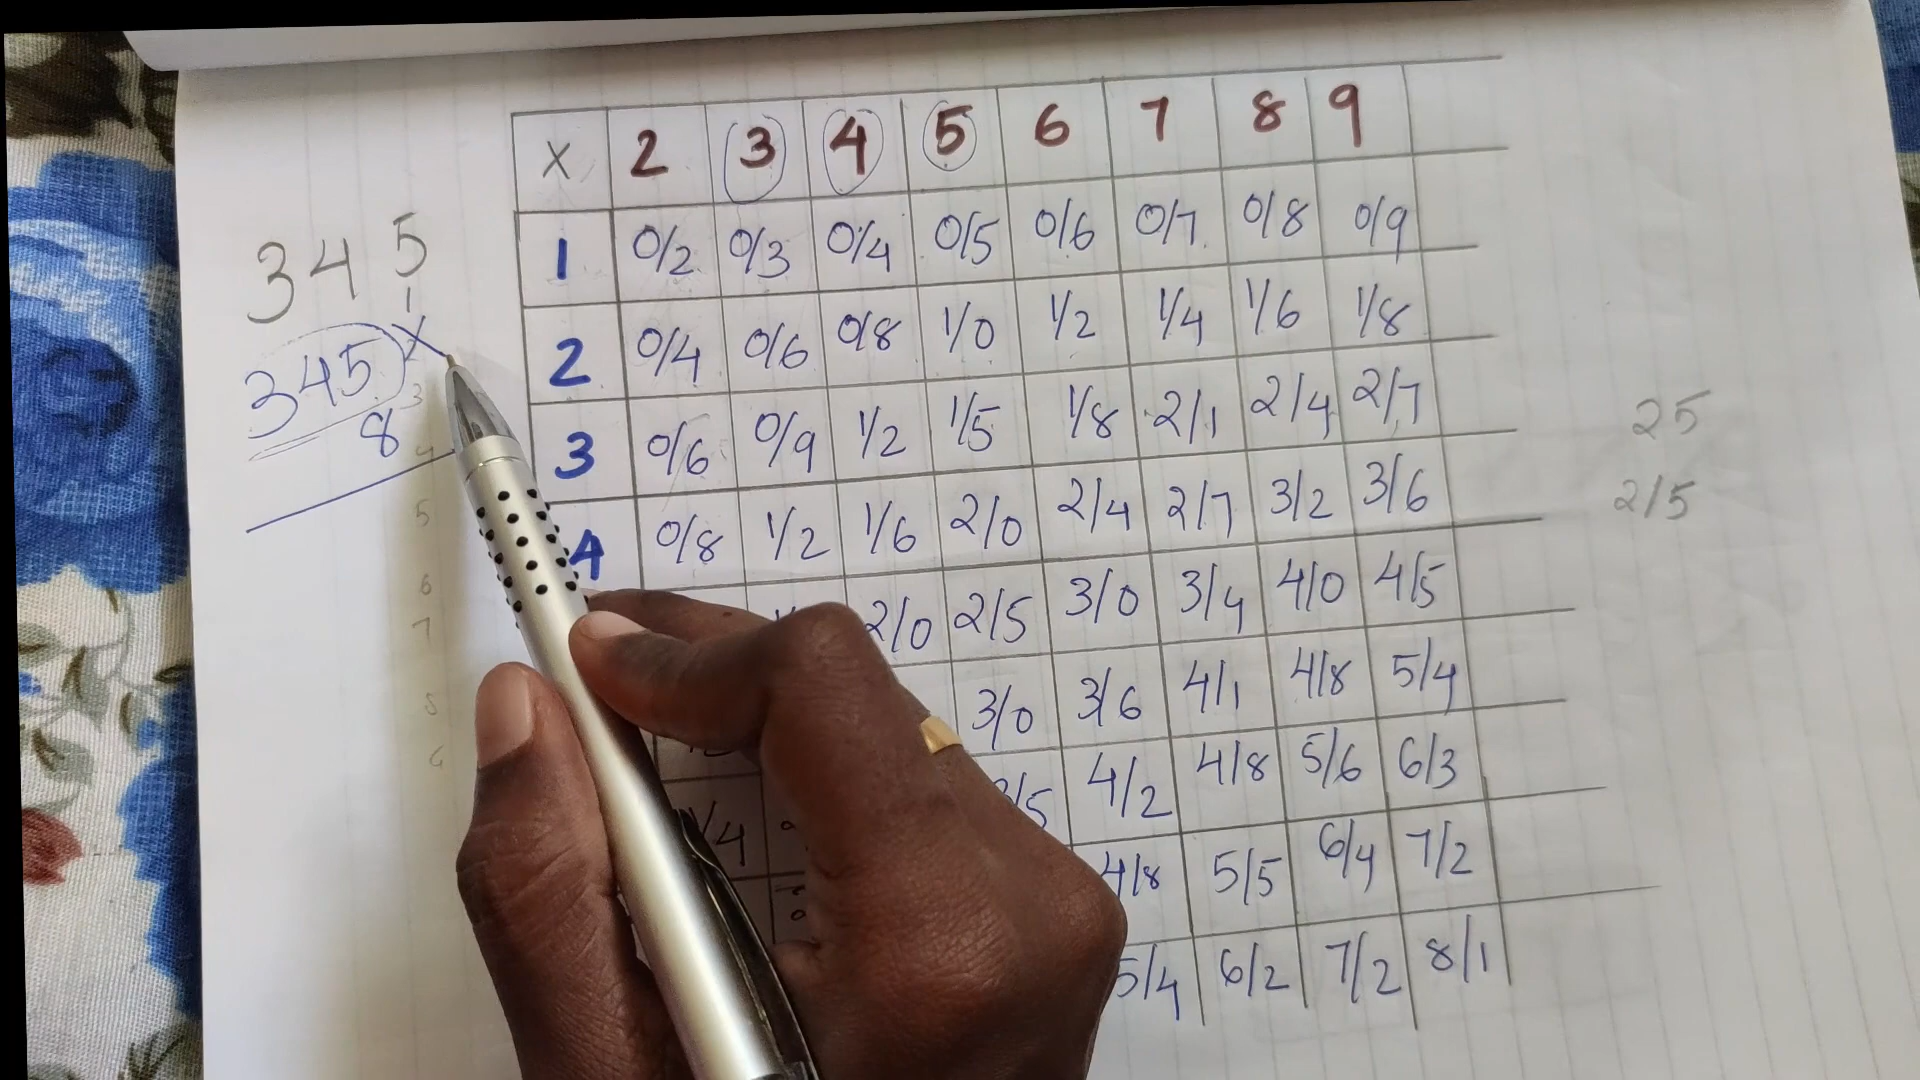 X 2 3 4 5 6 7 8 9
1 0/2 0/3 0/4 0/5 0/6 0/7 0/8 0/9
2 0/4 0/6 0/8 1/0 1/2 1/4 1/6 1/8
3 0/6 0/9 1/2 1/5 1/8 2/1 2/4 2/7
4 0/8 1/2 1/6 2/0 2/4 2/7 3/2 3/6
2/0 2/5 3/0 3/4 4/0 4/5
3/0 3/6 4/1 4/8 5/4
4/2 4/8 5/6 6/3
4/8 5/5 6/4 7/2
5/4 6/2 7/2 8/1
345
345 X
8
1
3
4
5
6
7
25
2/5